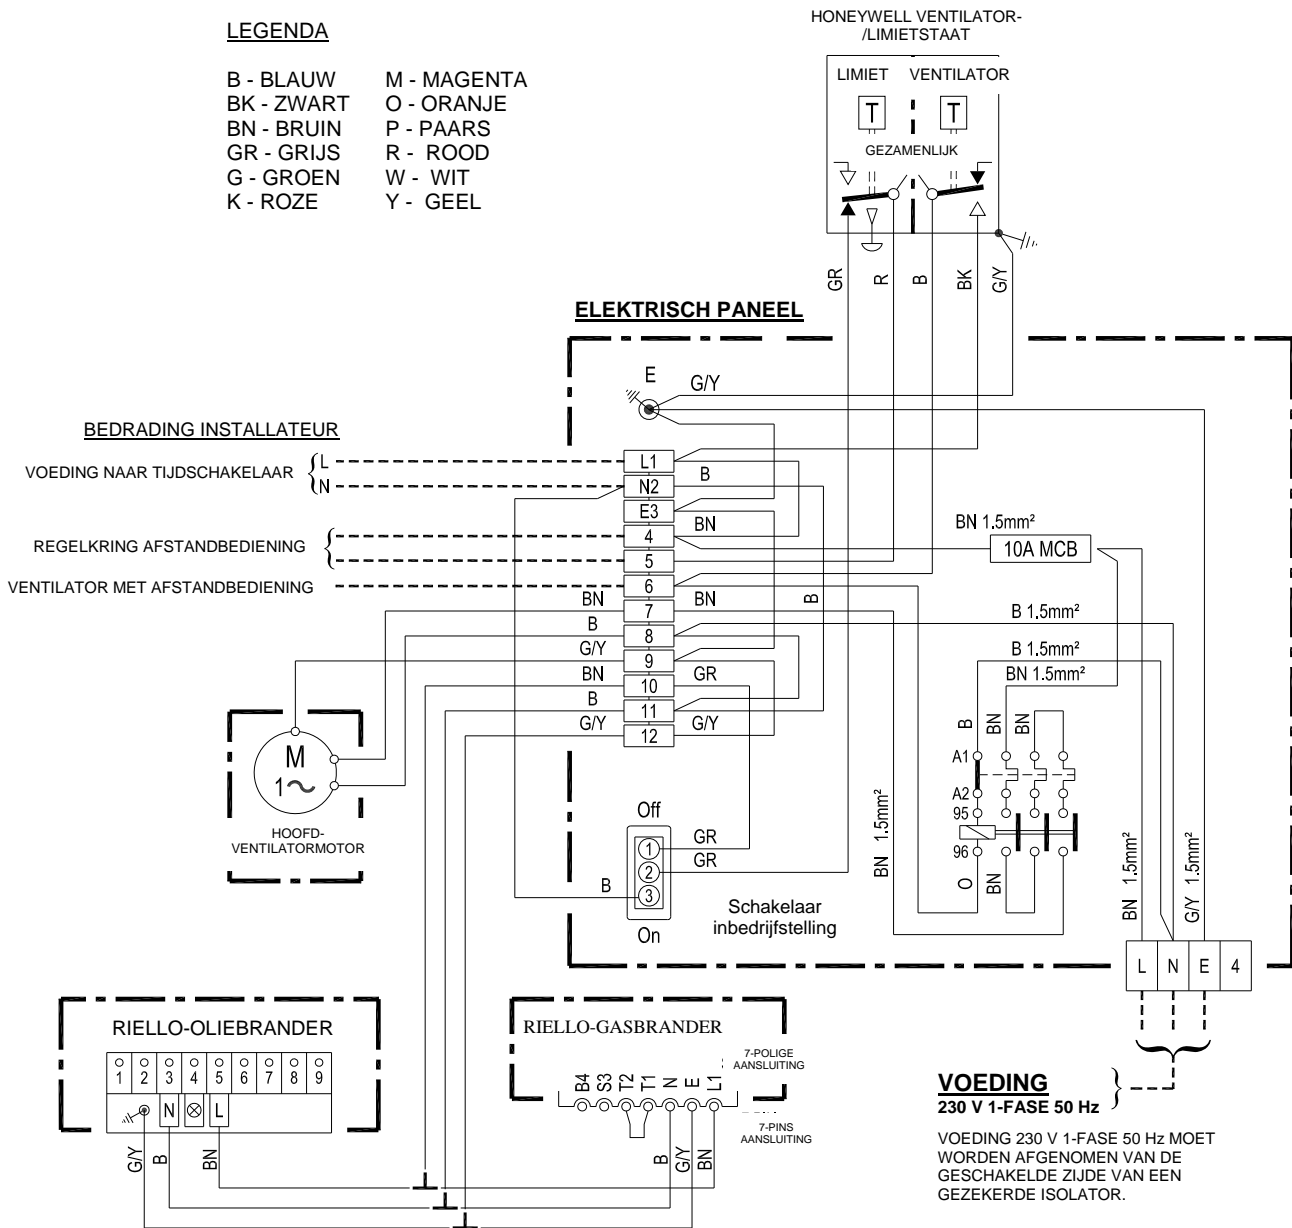 LEGENDA
B - BLAUW M - MAGENTA
BK - ZWART O - ORANJE
BN - BRUIN P - PAARS
GR - GRIJS R - ROOD
G - GROEN W - WIT
K - ROZE Y - GEEL
HONEYWELL VENTILATOR-
/LIMIETSTAAT
LIMIET VENTILATOR
T T
GEZAMENLIJK
GR R B BK G/Y
ELEKTRISCH PANEEL
E G/Y
BEDRADING INSTALLATEUR
VOEDING NAAR TIJDSCHAKELAAR
L L1
N N2 B
E3
BN
REGELKRING AFSTANDBEDIENING
4
5
VENTILATOR MET AFSTANDBEDIENING 6
BN 7 BN
B 8
G/Y 9
BN 10 GR
B 11
G/Y 12 G/Y
B
BN 1.5mm²
10A MCB
B 1.5mm²
B 1.5mm²
BN 1.5mm²
B BN BN
A1
A2
95
96
O BN
BN 1.5mm²
BN 1.5mm²
G/Y 1.5mm²
M
1
HOOFD-
VENTILATORMOTOR
Off
1 GR
2 GR
B 3
On
Schakelaar
inbedrijfstelling
L N E 4
RIELLO-OLIEBRANDER
1 2 3 4 5 6 7 8 9
N L
G/Y B BN
RIELLO-GASBRANDER
7-POLIGE
AANSLUITING
B4 S3 T2 T1 N E L1
7-PINS
AANSLUITING
B G/Y BN
VOEDING
230 V 1-FASE 50 Hz
VOEDING 230 V 1-FASE 50 Hz MOET
WORDEN AFGENOMEN VAN DE
GESCHAKELDE ZIJDE VAN EEN
GEZEKERDE ISOLATOR.